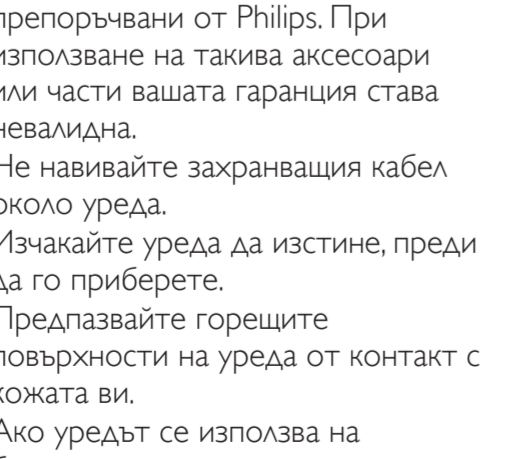 препоръчвани от Philips. При
използване на такива аксесоари
или части вашата гаранция става
невалидна.
Не навивайте захранващия кабел
около уреда.
Изчакайте уреда да изстине, преди
да го приберете.
Предпазвайте горещите
повърхности на уреда от контакт с
кожата ви.
Ако уредът се използва на